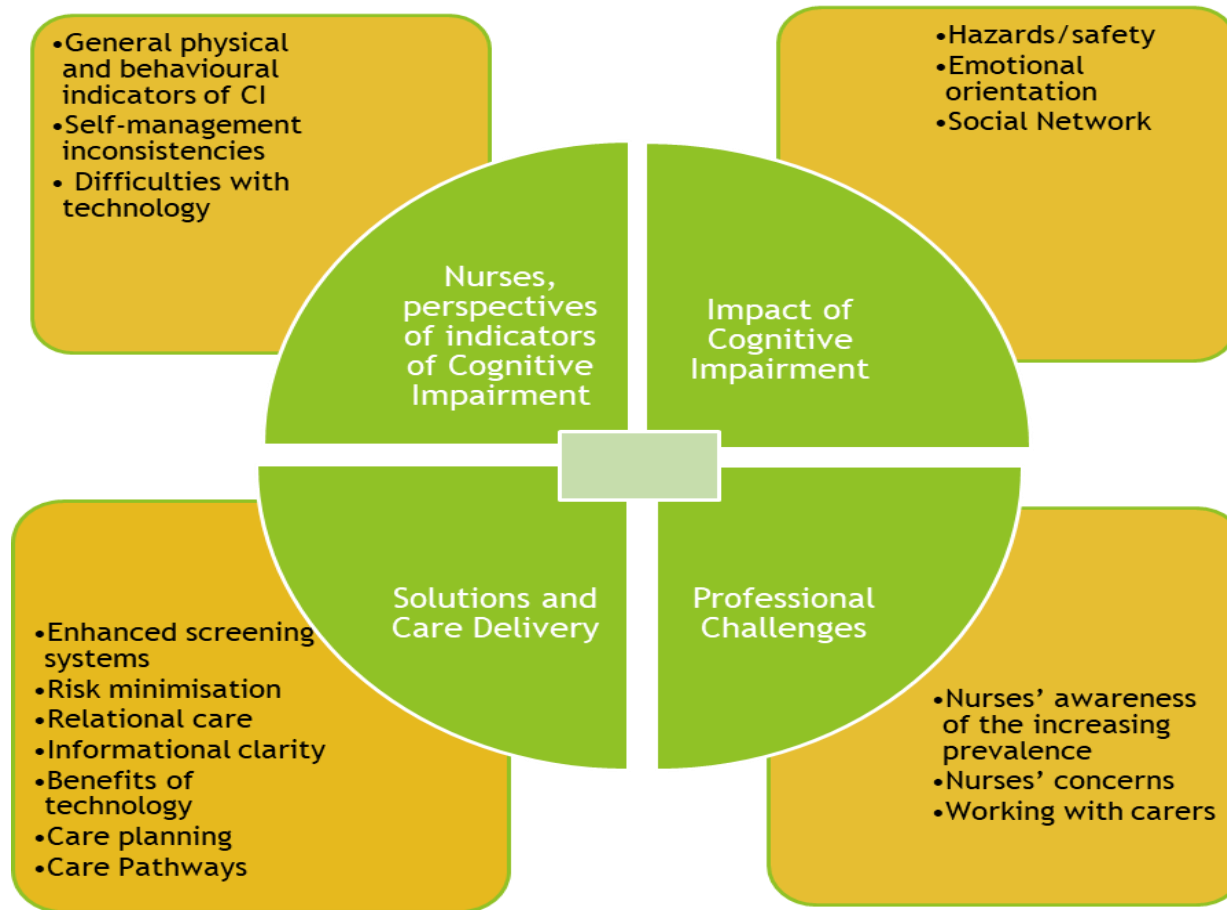 •General physical
and behavioural
indicators of CI
•Self-management
inconsistencies
• Difficulties with
technology
•Hazards/safety
•Emotional
orientation
•Social Network
Nurses,
perspectives
of indicators
of Cognitive
Impairment
Impact of
Cognitive
Impairment
Solutions and
Care Delivery
Professional
Challenges
•Enhanced screening
systems
•Risk minimisation
•Relational care
•Informational clarity
•Benefits of
technology
•Care planning
•Care Pathways
•Nurses’ awareness
of the increasing
prevalence
•Nurses’ concerns
•Working with carers